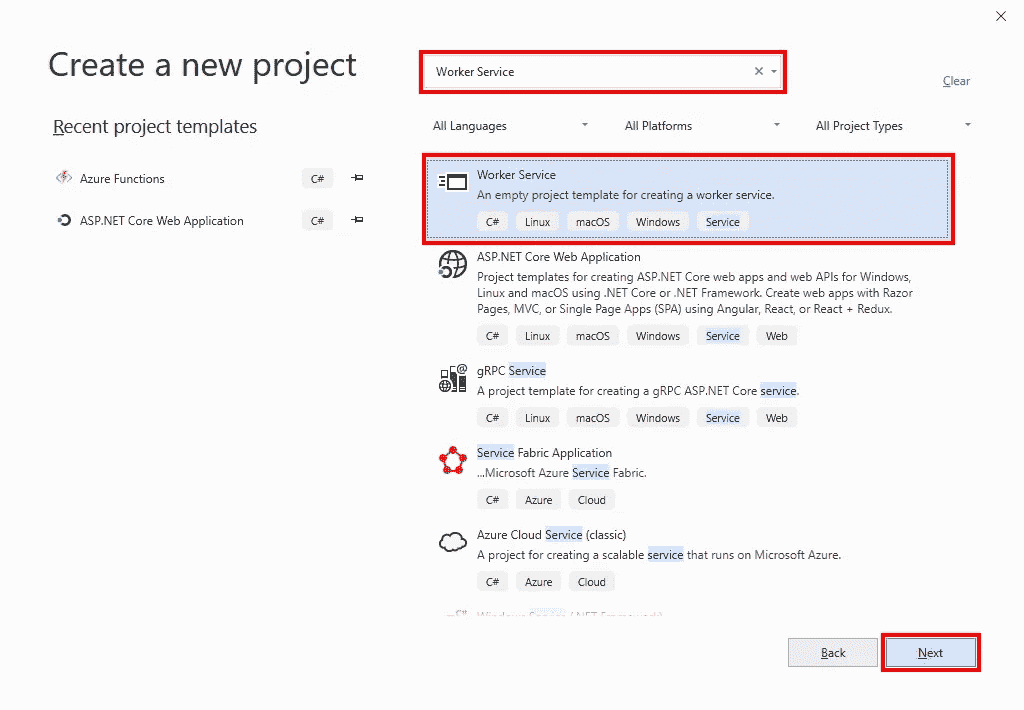 Create a new project
Worker Service
Clear
Recent project templates
All Languages
All Platforms
All Project Types
Azure Functions
C#
ASP.NET Core Web Application
C#
Worker Service
An empty project template for creating a worker service.
C# Linux macOS Windows Service
ASP.NET Core Web Application
Project templates for creating ASP.NET Core web apps and web APIs for Windows,
Linux and macOS using .NET Core or .NET Framework. Create web apps with Razor
Pages, MVC, or Single Page Apps (SPA) using Angular, React, or React + Redux.
C# Linux macOS Windows Service Web
gRPC Service
A project template for creating a gRPC ASP.NET Core service.
C# Linux macOS Windows Service Web
Service Fabric Application
...Microsoft Azure Service Fabric.
C# Azure Cloud
Azure Cloud Service (classic)
A project for creating a scalable service that runs on Microsoft Azure.
C# Azure Cloud
Windows Service (.NET Framework)
Back
Next